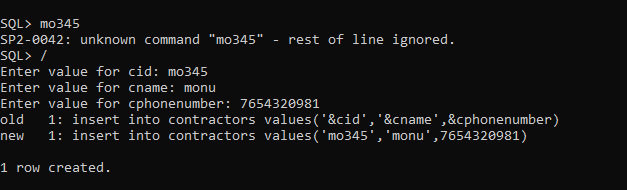 SQL> mo345
SP2-0042: unknown command "mo345" - rest of line ignored.
SQL> /
Enter value for cid: mo345
Enter value for cname: monu
Enter value for cphonenumber: 7654320981
old   1: insert into contractors values('&cid','&cname',&cphonenumber)
new   1: insert into contractors values('mo345','monu',7654320981)
1 row created.